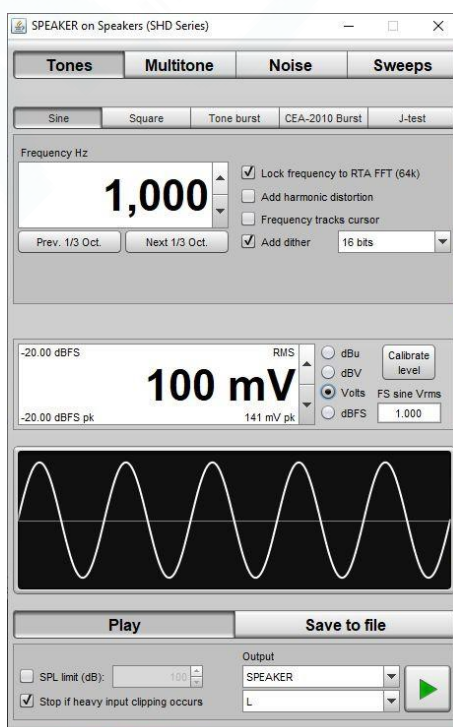 SPEAKER on Speakers (SHD Series)
Tones Multitone Noise Sweeps
Sine Square Tone burst CEA-2010 Burst J-test
Frequency Hz
1,000
Prev. 1/3 Oct. Next 1/3 Oct.
Lock frequency to RTA FFT (64k)
Add harmonic distortion
Frequency tracks cursor
Add dither 16 bits
-20.00 dBFS RMS
100 mV
-20.00 dBFS pk 141 mV pk
dBu
dBV
Volts
dBFS
Calibrate
level
FS sine Vrms
1.000
Play Save to file
SPL limit (dB): 100
Stop if heavy input clipping occurs
Output
SPEAKER
L